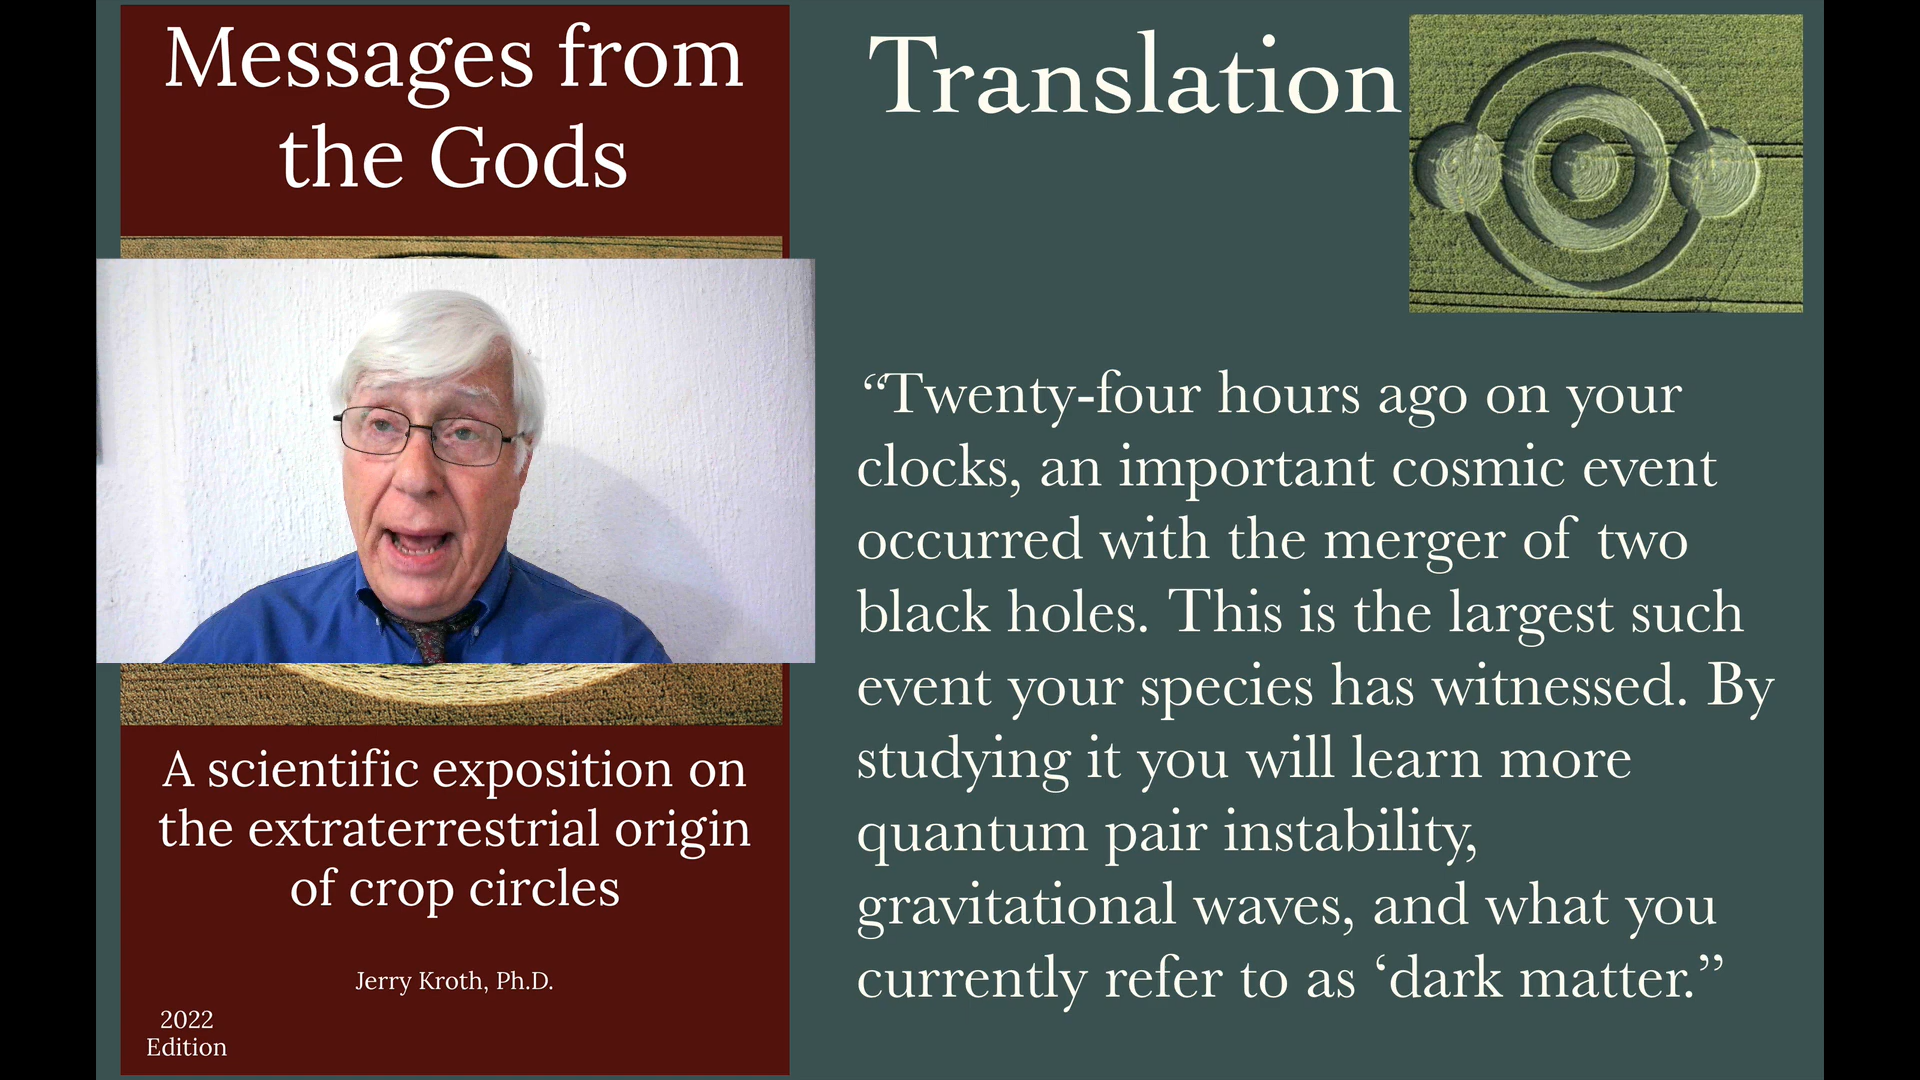 Messages from
the Gods
A scientific exposition on
the extraterrestrial origin
of crop circles
Jerry Kroth, Ph.D.
2022
Edition
Translation
“Twenty-four hours ago on your
clocks, an important cosmic event
occurred with the merger of two
black holes. This is the largest such
event your species has witnessed. By
studying it you will learn more
quantum pair instability,
gravitational waves, and what you
currently refer to as ‘dark matter.”